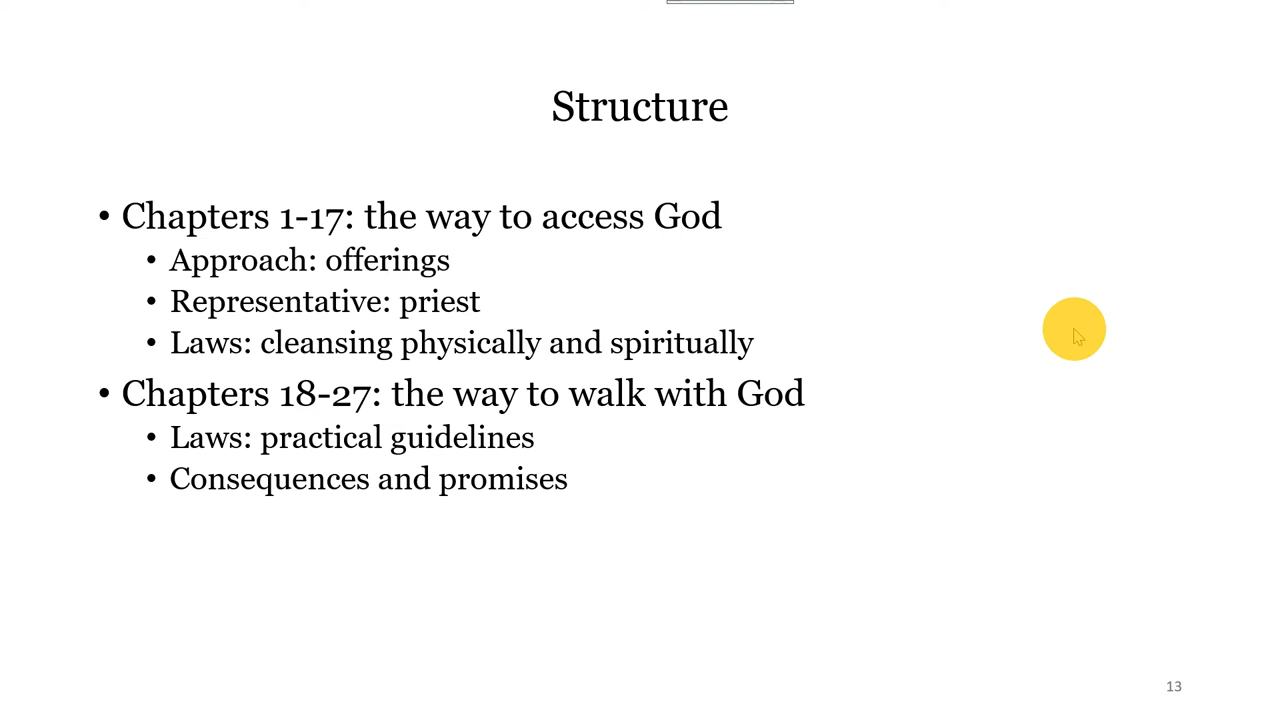 Structure
• Chapters 1-17: the way to access God
• Approach: offerings
• Representative: priest
• Laws: cleansing physically and spiritually
• Chapters 18-27: the way to walk with God
• Laws: practical guidelines
• Consequences and promises
13